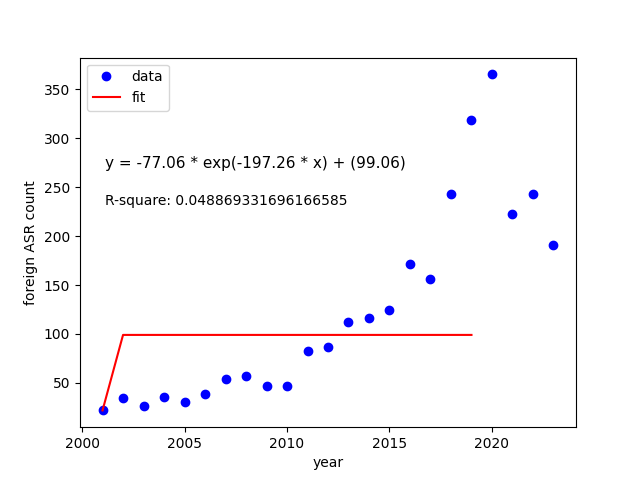 data
fit
y = -77.06 * exp(-197.26 * x) + (99.06)
R-square: 0.048869331696166585
foreign ASR count
350
300
250
200
150
100
50
2000 2005 2010 2015 2020
year